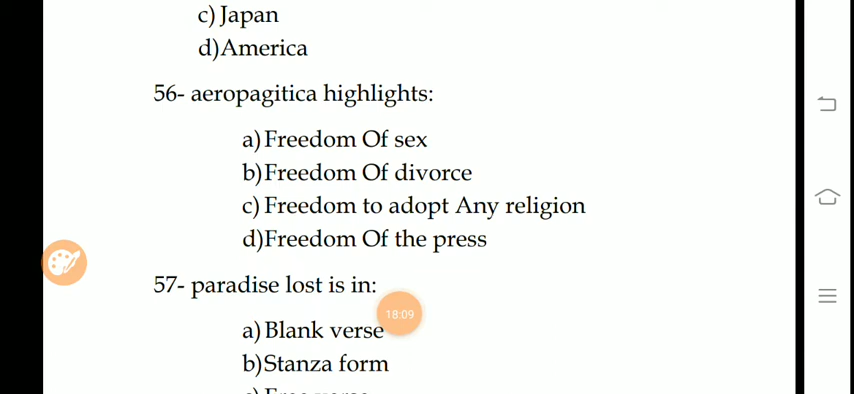 c) Japan
d)America
56- aeropagitica highlights:
a) Freedom Of sex
b)Freedom Of divorce
c) Freedom to adopt Any religion
d)Freedom Of the press
57- paradise lost is in:
18:09
a) Blank verse
b)Stanza form